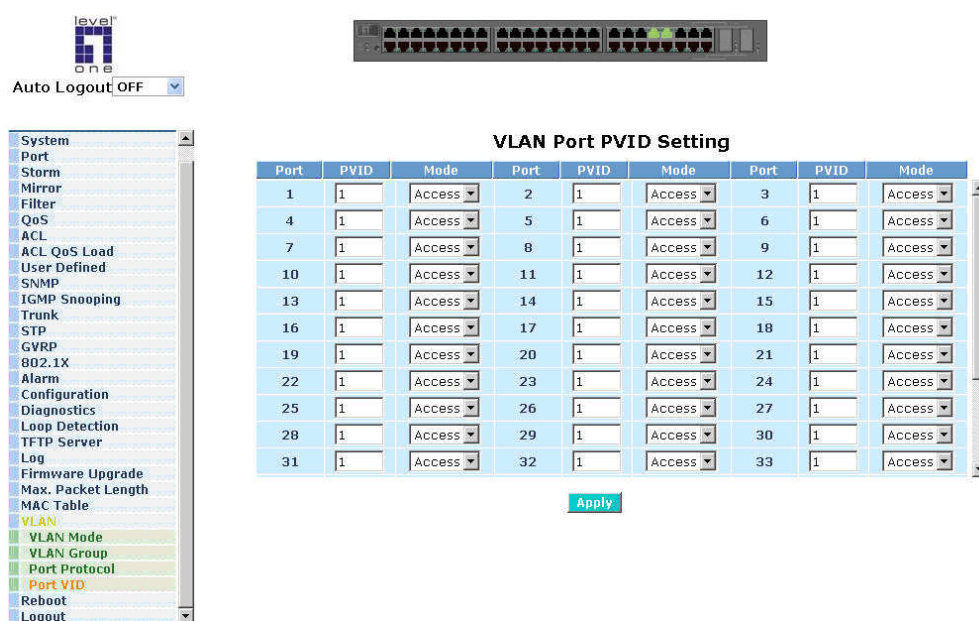 level
one
Auto Logout OFF
System
Port
Storm
Mirror
Filter
QoS
ACL
ACL QoS Load
User Defined
SNMP
IGMP Snooping
Trunk
STP
GVRP
802.1X
Alarm
Configuration
Diagnostics
Loop Detection
TFTP Server
Log
Firmware Upgrade
Max. Packet Length
MAC Table
VLAN
VLAN Mode
VLAN Group
Port Protocol
Port VID
Reboot
Logout
VLAN Port PVID Setting
Port PVID Mode Port PVID Mode Port PVID Mode
1 1 Access 2 1 Access 3 1 Access
4 1 Access 5 1 Access 6 1 Access
7 1 Access 8 1 Access 9 1 Access
10 1 Access 11 1 Access 12 1 Access
13 1 Access 14 1 Access 15 1 Access
16 1 Access 17 1 Access 18 1 Access
19 1 Access 20 1 Access 21 1 Access
22 1 Access 23 1 Access 24 1 Access
25 1 Access 26 1 Access 27 1 Access
28 1 Access 29 1 Access 30 1 Access
31 1 Access 32 1 Access 33 1 Access
Apply